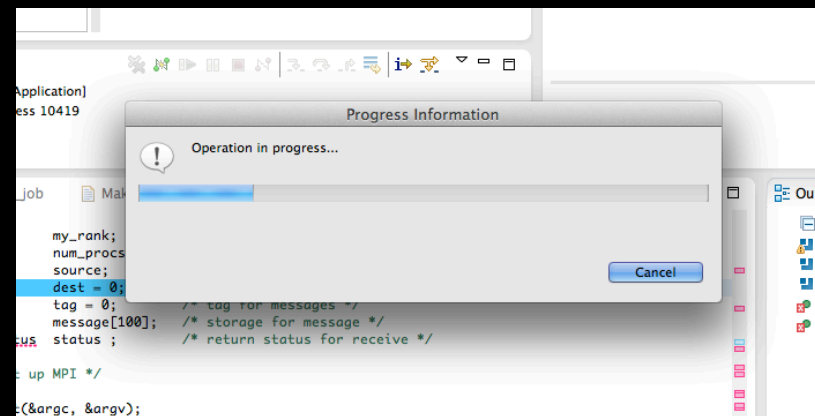 Application]
ess 10419
Progress Information
Operation in progress...
Cancel
_job
Mak
Ou
my_rank;
num_procs
source;
dest = 0;
tag = 0; /* tag for messages */
message[100]; /* storage for message */
tus status ; /* return status for receive */
t up MPI */
t(&argc, &argv);